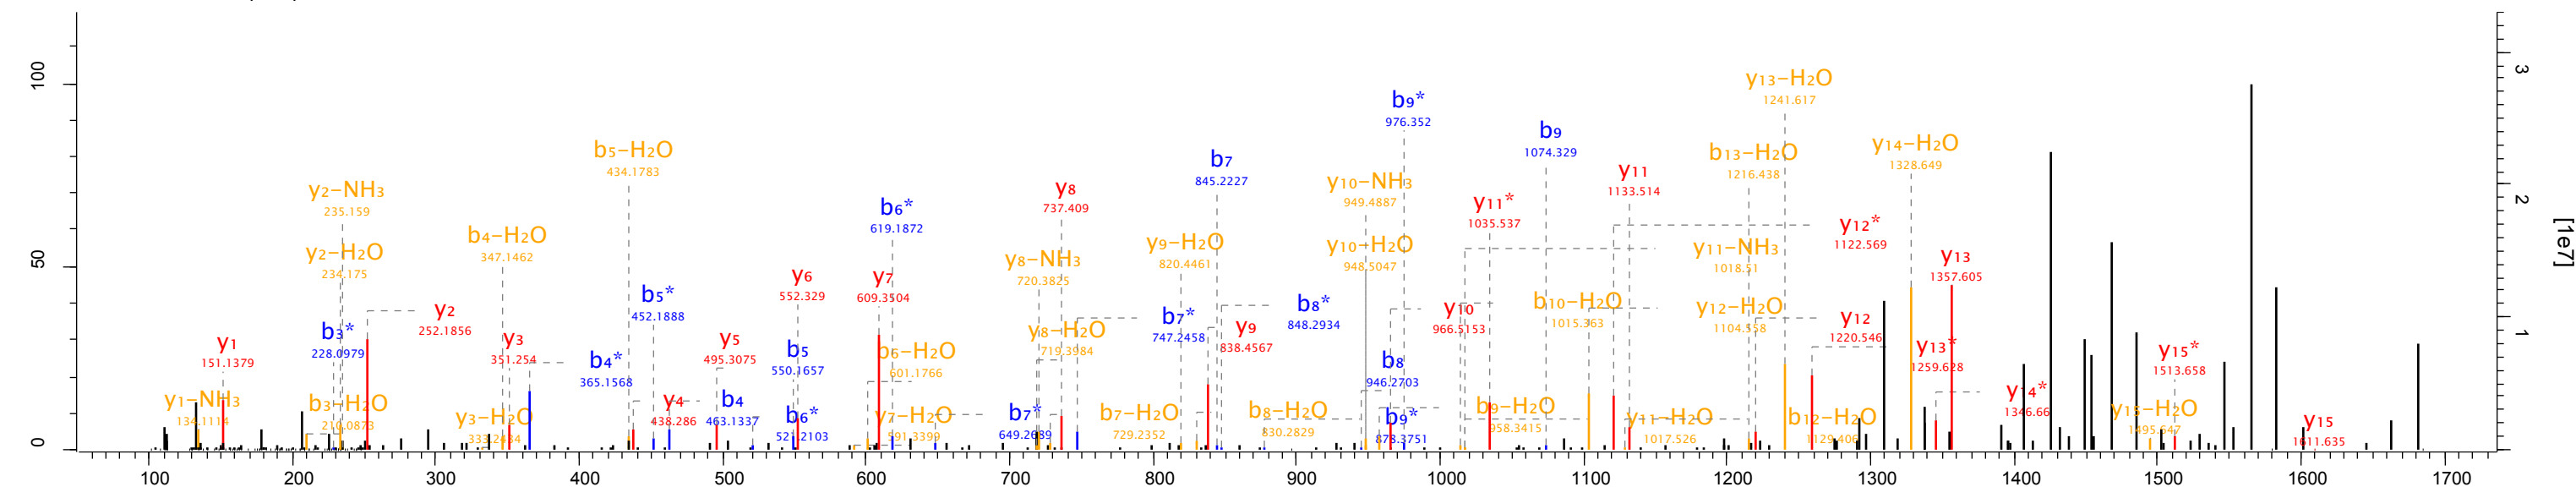 y13–H2O
1241.617
b9*
976.352
b9
1074.329
b5–H2O
434.1783
y14–H2O
1328.649
b13–H2O
1216.438
b7
845.2227
y11
1133.514
y10–NH3
949.4887
y8
737.409
y2–NH3
235.159
b6*
619.1872
y11*
1035.537
y12*
1122.569
b4–H2O
347.1462
y9–H2O
820.4461
y10–H2O
948.5047
y11–NH3
1018.51
y2–H2O
234.175
y8–NH3
720.3825
y13
1357.605
y6
552.329
y7
609.3504
b5*
452.1888
b8*
848.2934
b10–H2O
1015.363
y12–H2O
1104.558
y2
252.1856
y10
966.5153
b3*
228.0979
b7*
747.2458
y9
838.4567
y12
1220.546
y1
151.1379
y3
351.254
y5
495.3075
y8–H2O
719.3984
b5
550.1657
b6–H2O
601.1766
b4*
365.1568
b8
946.2703
y13*
1259.628
y15*
1513.658
y1–NH3
134.1114
b3–H2O
210.0873
y3–H2O
333.2434
y4
438.286
b4
463.1337
b6*
521.2103
y7–H2O
591.3399
b7*
649.2689
b7–H2O
729.2352
b8–H2O
830.2829
b9*
878.3751
b9–H2O
958.3415
y11–H2O
1017.526
b12–H2O
1129.406
y14*
1346.66
y15–H2O
1495.647
y15
1611.635
0
50
100
1
2
3
[1e7]
100 200 300 400 500 600 700 800 900 1000 1100 1200 1300 1400 1500 1600 1700